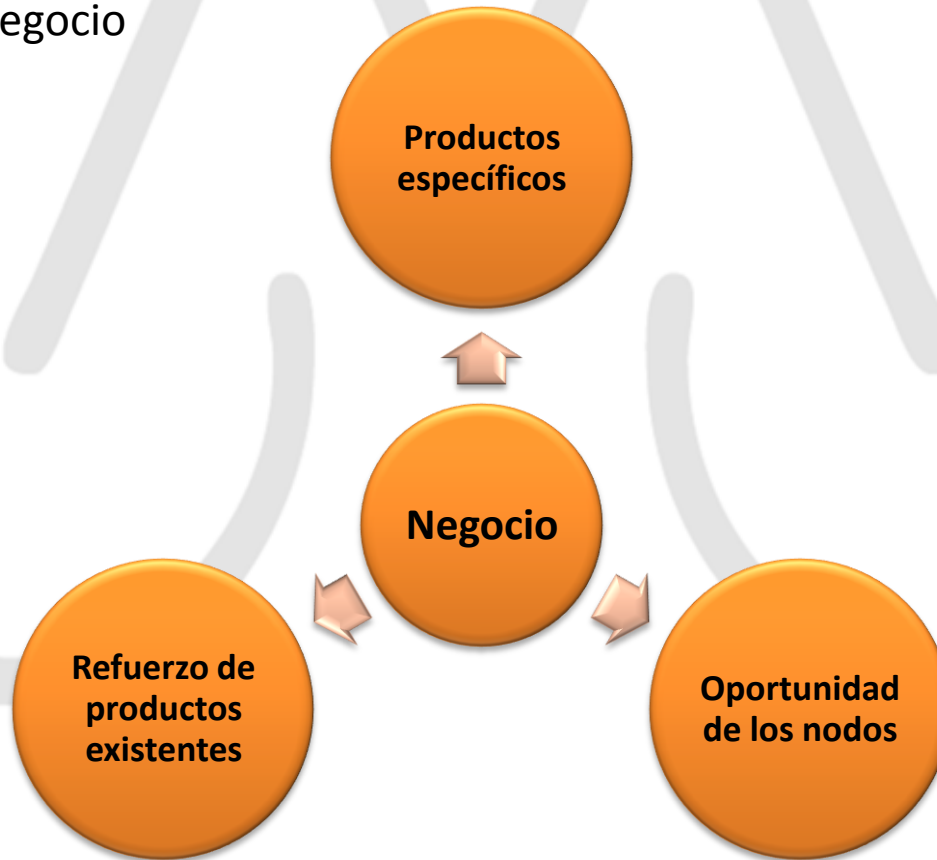 egocio
Productos
específicos
Negocio
Refuerzo de
productos
existentes
Oportunidad
de los nodos